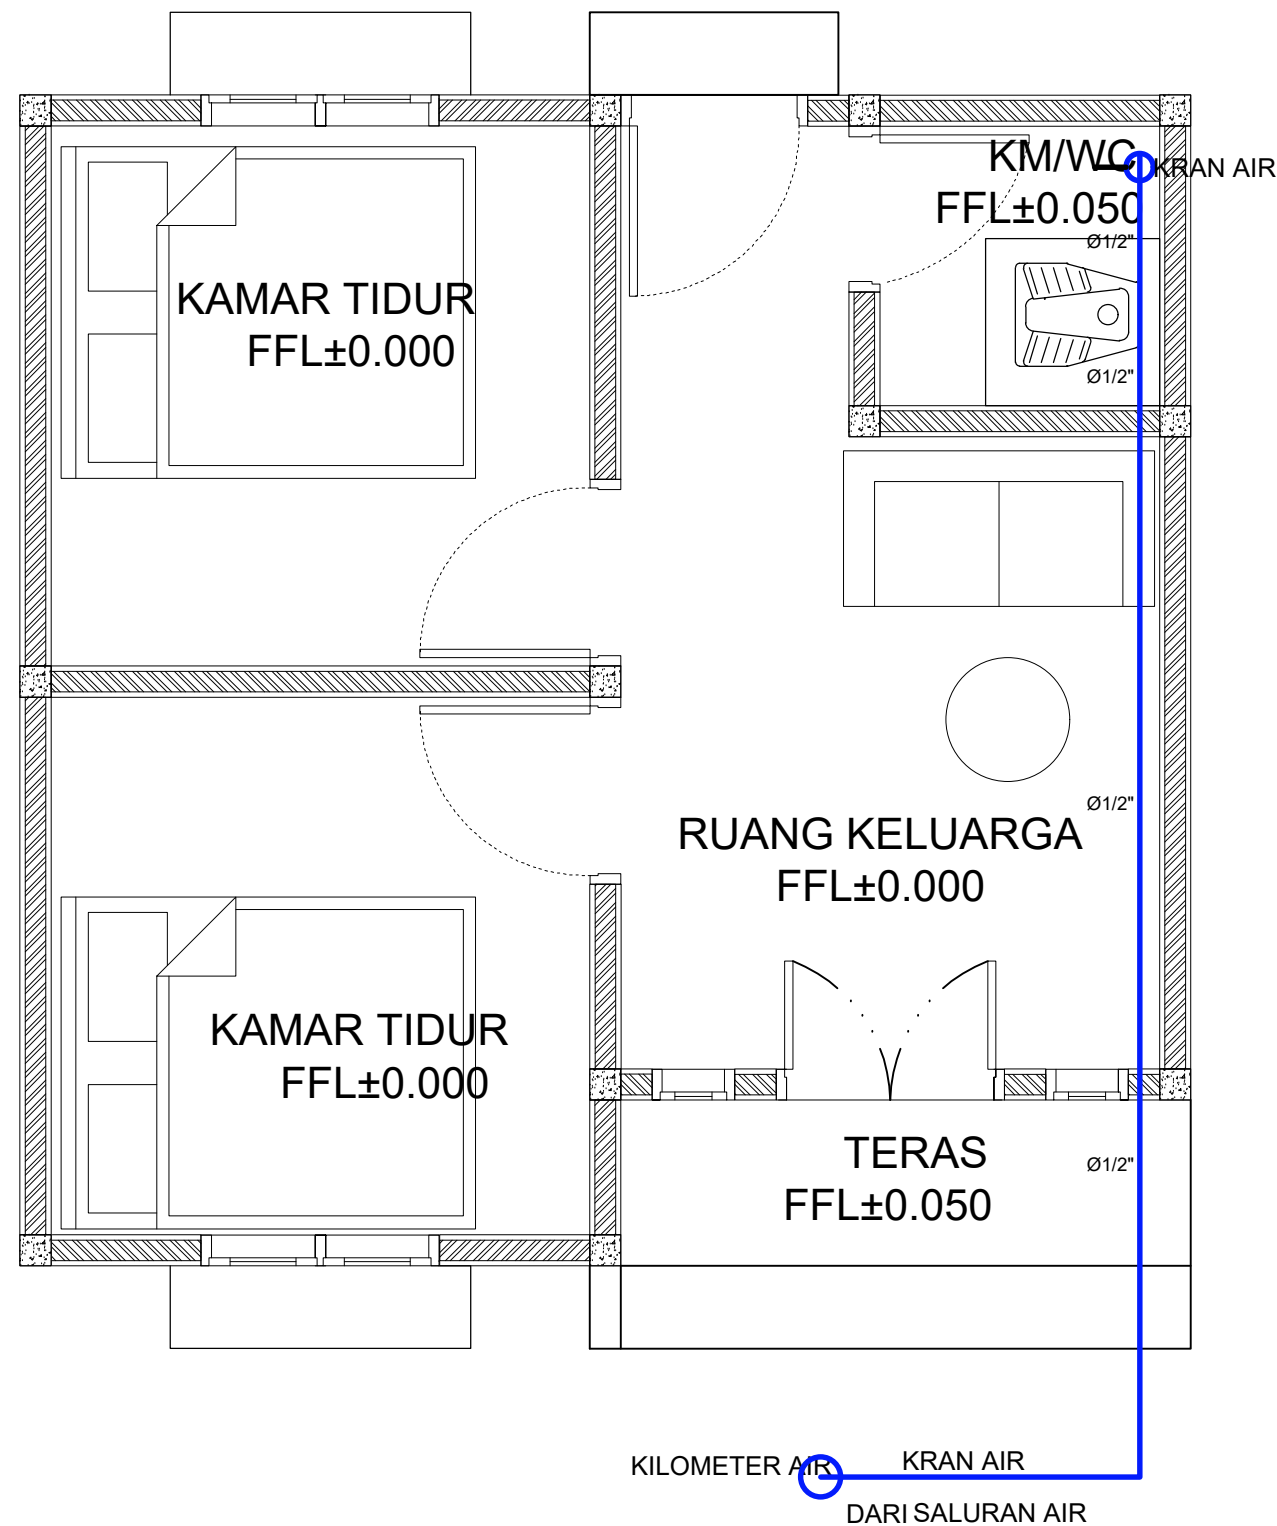 KM/WC
FFL±0.050
KRAN AIR
Ø1/2"
KAMAR TIDUR
FFL±0.000
Ø1/2"
Ø1/2"
RUANG KELUARGA
FFL±0.000
KAMAR TIDUR
FFL±0.000
TERAS
FFL±0.050
Ø1/2"
KILOMETER AIR
KRAN AIR
DARI SALURAN AIR